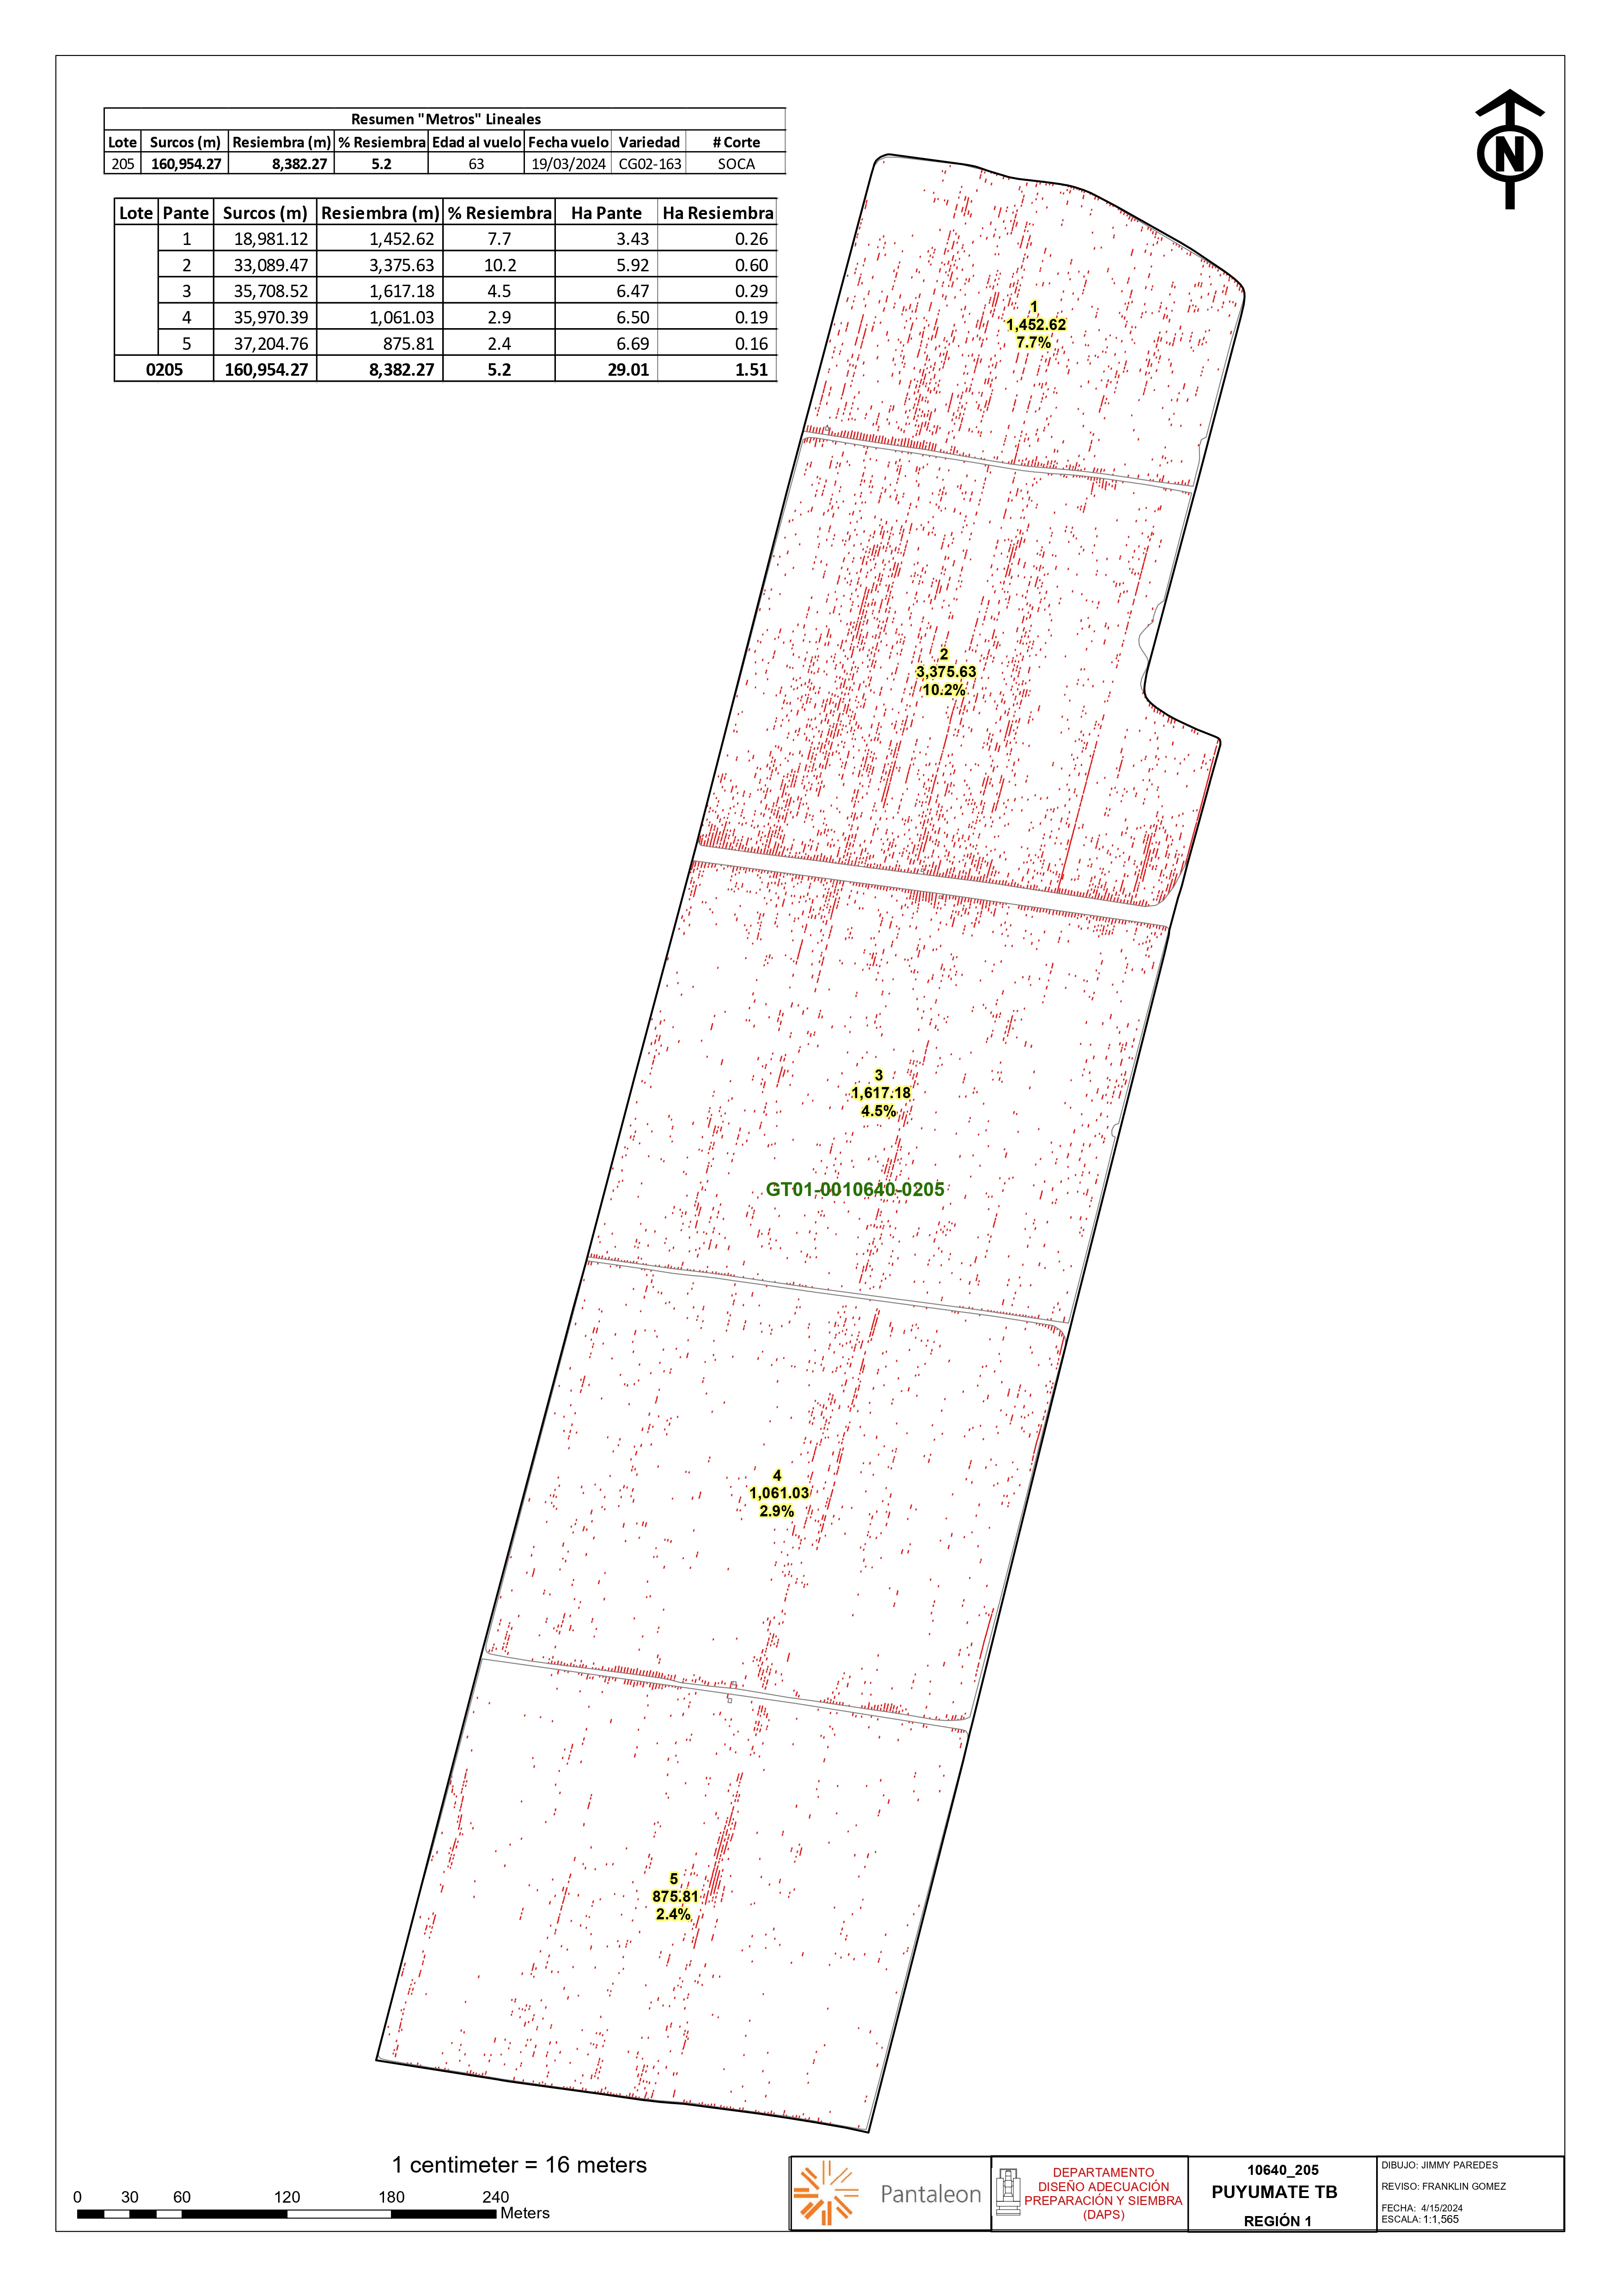 Resumen "Metros" Lineales
Lote Surcos (m) Resiembra (m) % Resiembra Edad al vuelo Fecha vuelo Variedad # Corte
205 160,954.27 8,382.27 5.2 63 19/03/2024 CG02-163 SOCA
Lote Pante Surcos (m) Resiembra (m) % Resiembra Ha Pante Ha Resiembra
1 18,981.12 1,452.62 7.7 3.43 0.26
2 33,089.47 3,375.63 10.2 5.92 0.60
3 35,708.52 1,617.18 4.5 6.47 0.29
4 35,970.39 1,061.03 2.9 6.50 0.19
5 37,204.76 875.81 2.4 6.69 0.16
0205 160,954.27 8,382.27 5.2 29.01 1.51
N
1
1,452.62
7.7%
2
3,375.63
10.2%
3
1,617.18
4.5%
GT01-0010640-0205
4
1,061.03
2.9%
5
875.81
2.4%
1 centimeter = 16 meters
0 30 60 120 180 240
Meters
Pantaleon
DEPARTAMENTO
DISEÑO ADECUACIÓN
PREPARACIÓN Y SIEMBRA
(DAPS)
10640_205
PUYUMATE TB
REGIÓN 1
DIBUJO: JIMMY PAREDES
REVISO: FRANKLIN GOMEZ
FECHA: 4/15/2024
ESCALA: 1:1,565